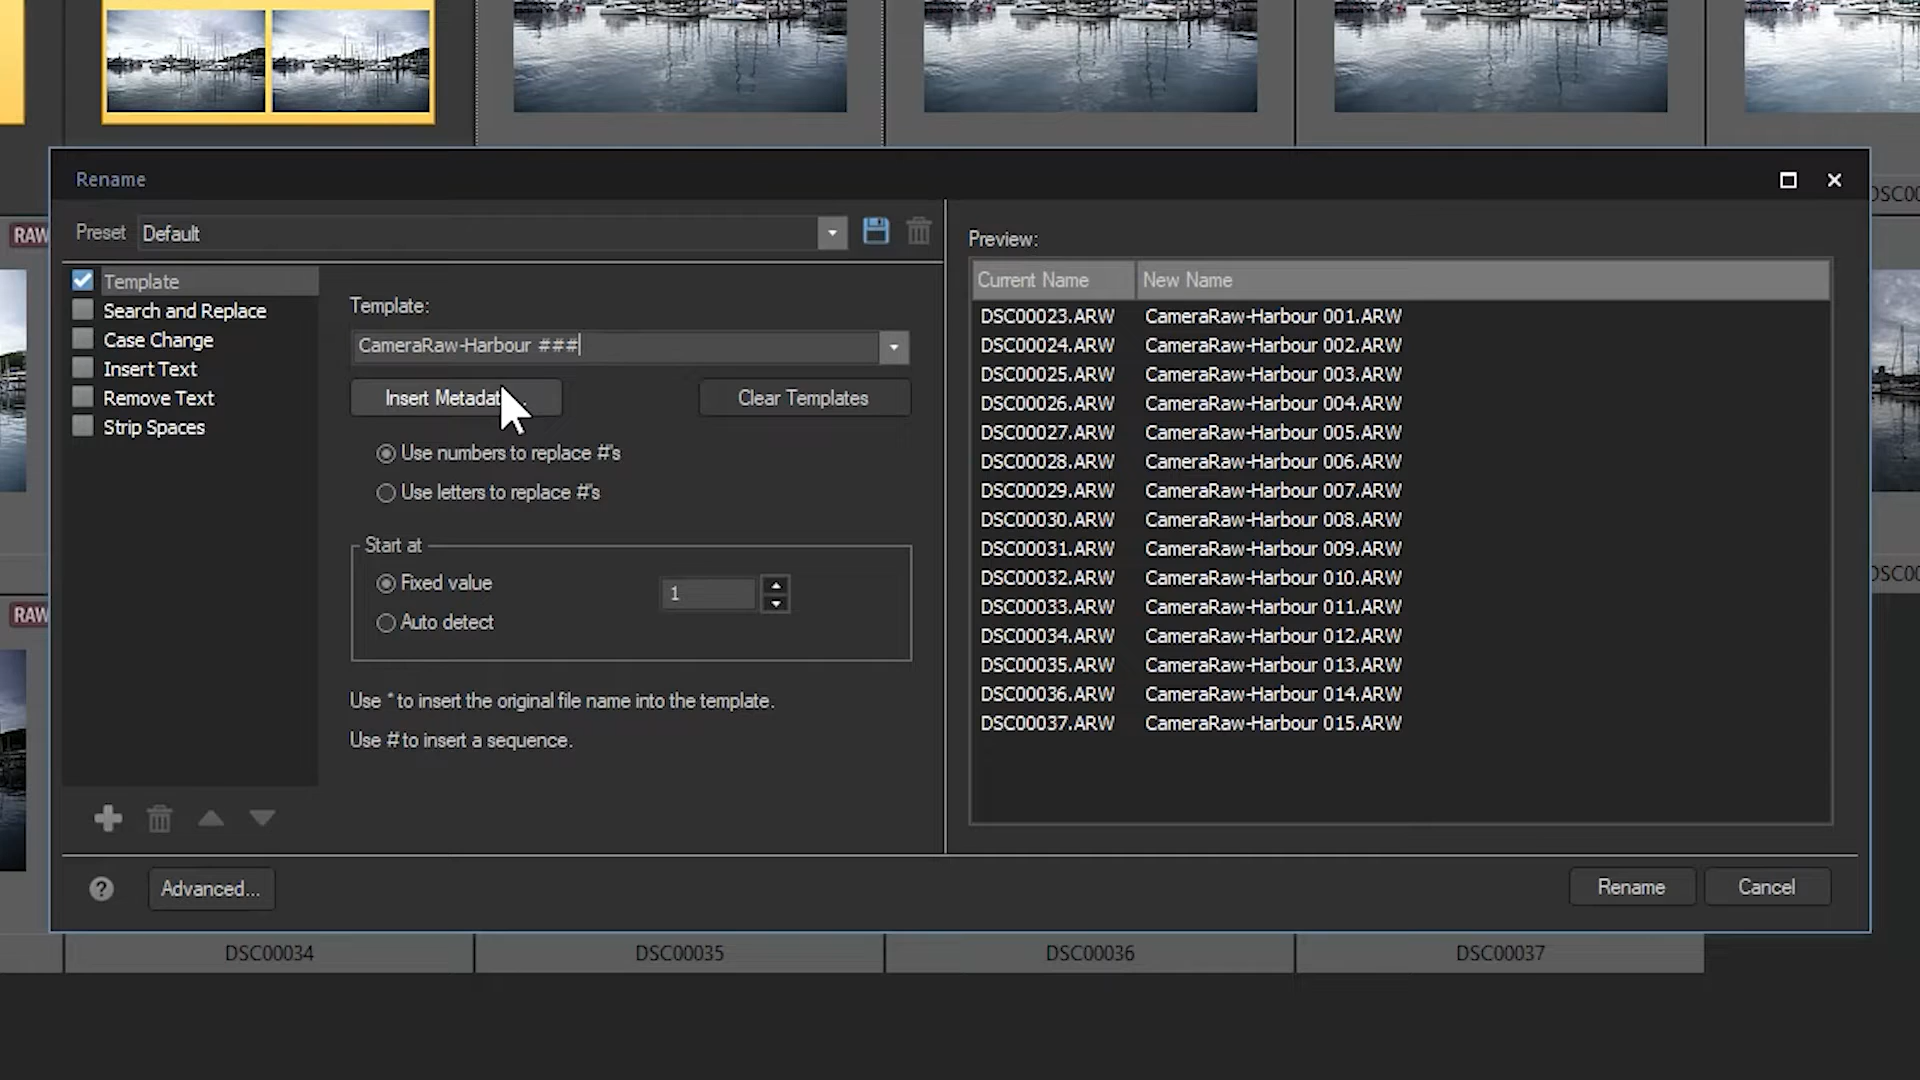 DSC00
Rename
Preset Default
RAW
Template
Search and Replace
Case Change
Insert Text
Remove Text
Strip Spaces
Template:
CameraRaw-Harbour ###
Clear Templates
Use numbers to replace #'s
Use letters to replace #'s
Start at
Fixed value 1
Auto detect
Use * to insert the original file name into the template.
Use # to insert a sequence.
Preview:
Current Name New Name
DSC00023.ARW CameraRaw-Harbour 001.ARW
DSC00024.ARW CameraRaw-Harbour 002.ARW
DSC00025.ARW CameraRaw-Harbour 003.ARW
DSC00026.ARW CameraRaw-Harbour 004.ARW
DSC00027.ARW CameraRaw-Harbour 005.ARW
DSC00028.ARW CameraRaw-Harbour 006.ARW
DSC00029.ARW CameraRaw-Harbour 007.ARW
DSC00030.ARW CameraRaw-Harbour 008.ARW
DSC00031.ARW CameraRaw-Harbour 009.ARW
DSC00032.ARW CameraRaw-Harbour 010.ARW
DSC00033.ARW CameraRaw-Harbour 011.ARW
DSC00034.ARW CameraRaw-Harbour 012.ARW
DSC00035.ARW CameraRaw-Harbour 013.ARW
DSC00036.ARW CameraRaw-Harbour 014.ARW
DSC00037.ARW CameraRaw-Harbour 015.ARW
DSC00
RAW
Insert
Advanced...
Rename Cancel
DSC00034 DSC00035 DSC00036 DSC00037